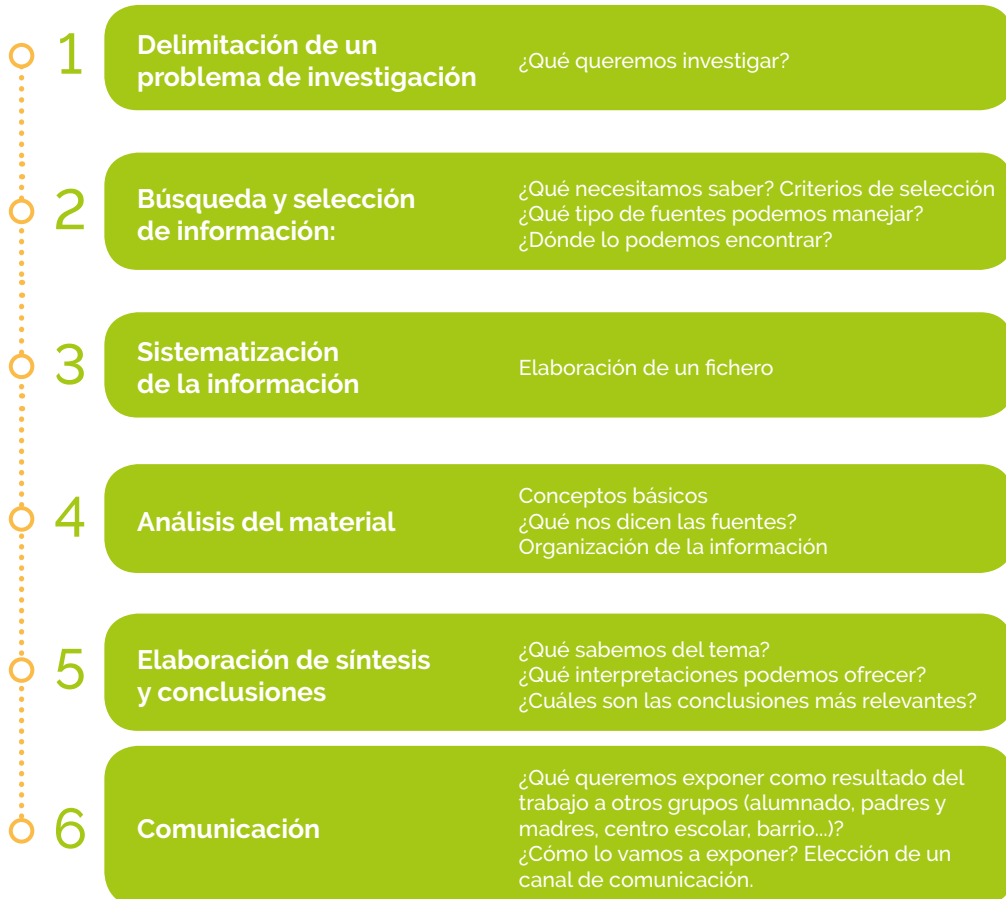 1
Delimitación de un
problema de investigación
¿Qué queremos investigar?
2
Búsqueda y selección
de información:
¿Qué necesitamos saber? Criterios de selección
¿Qué tipo de fuentes podemos manejar?
¿Dónde lo podemos encontrar?
3
Sistematización
de la información
Elaboración de un fichero
4
Análisis del material
Conceptos básicos
¿Qué nos dicen las fuentes?
Organización de la información
5
Elaboración de síntesis
y conclusiones
¿Qué sabemos del tema?
¿Qué interpretaciones podemos ofrecer?
¿Cuáles son las conclusiones más relevantes?
6
Comunicación
¿Qué queremos exponer como resultado del
trabajo a otros grupos (alumnado, padres y
madres, centro escolar, barrio...)?
¿Cómo lo vamos a exponer? Elección de un
canal de comunicación.